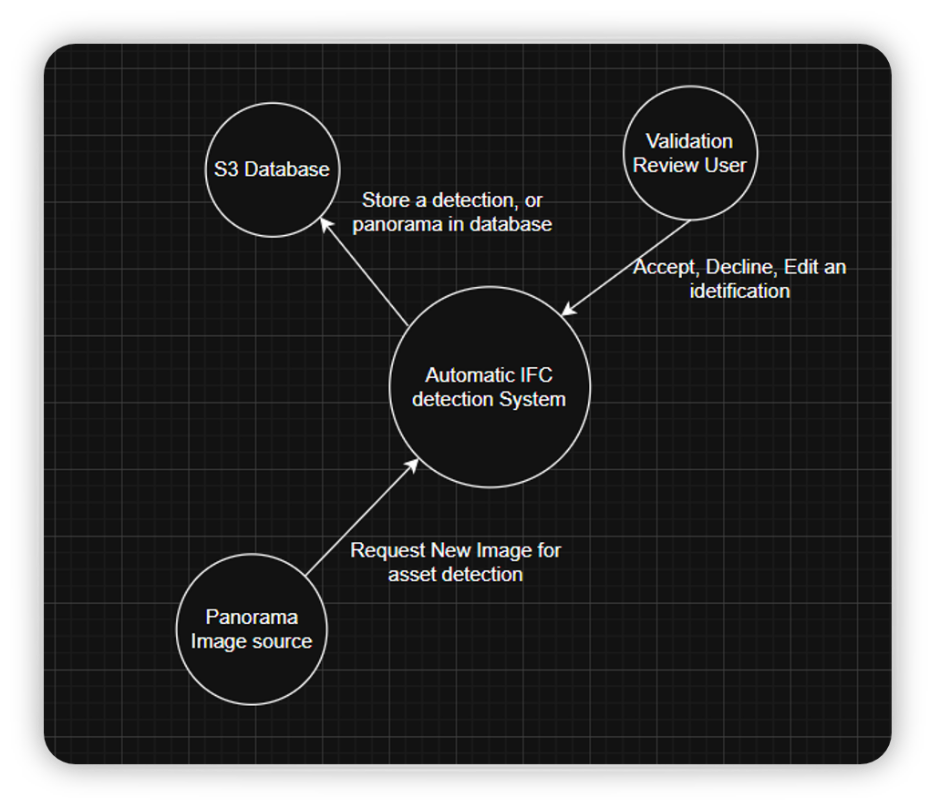 S3 Database
Validation
Review User
Store a detection, or
panorama in database
Accept, Decline, Edit an
idetification
Automatic IFC
detection System
Request New Image for
asset detection
Panorama
Image source